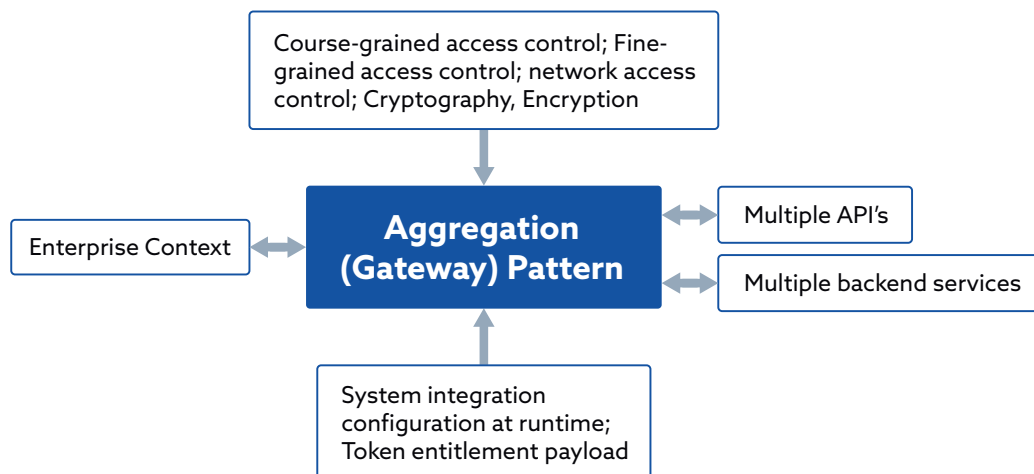 Course-grained access control; Fine-
grained access control; network access
control; Cryptography, Encryption
Aggregation
(Gateway) Pattern
Enterprise Context
Multiple API’s
Multiple backend services
System integration
configuration at runtime;
Token entitlement payload